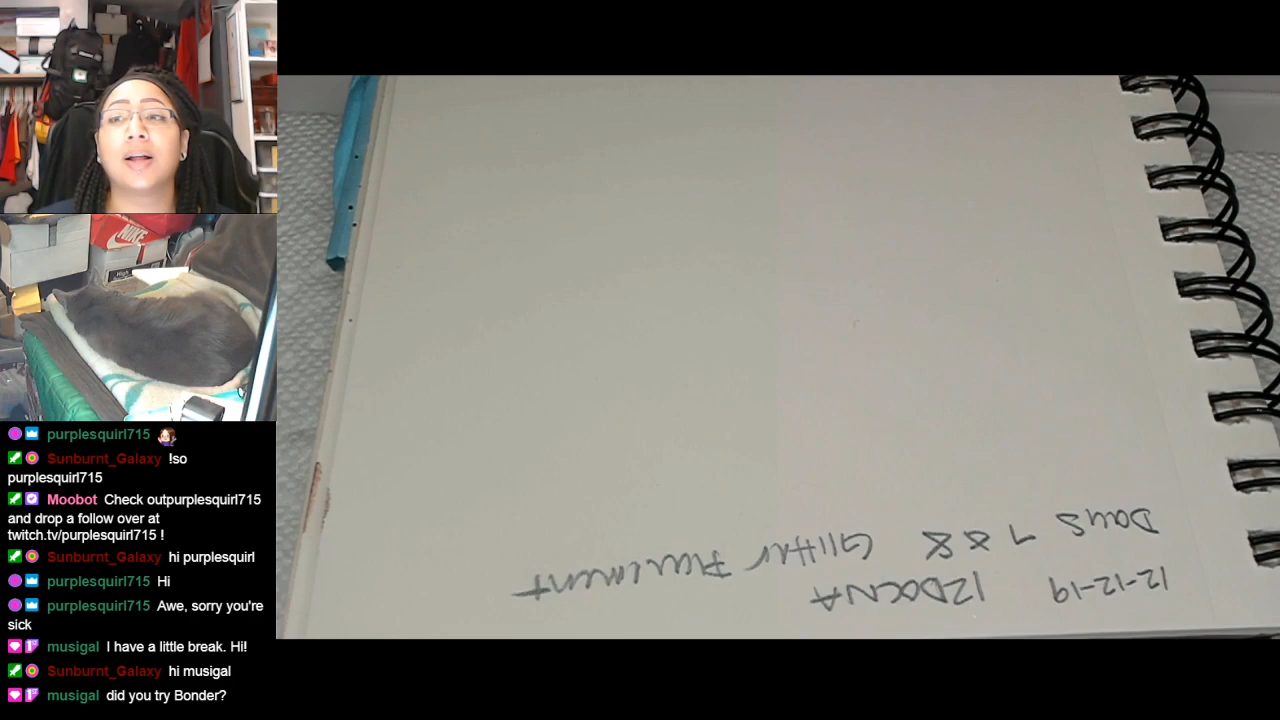 NIKE
purplesquirl715
Sunburnt_Galaxy !so
purplesquirl715
Moobot Check outpurplesquirl715
and drop a follow over at
twitch.tv/purplesquirl715 !
Sunburnt_Galaxy hi purplesquirl
purplesquirl715 Hi
purplesquirl715 Awe, sorry you're
sick
musigal I have a little break. Hi!
Sunburnt_Galaxy hi musigal
musigal did you try Bonder?
12-12-19 12DOCNA
Days 7 & 8 Glitter Placement